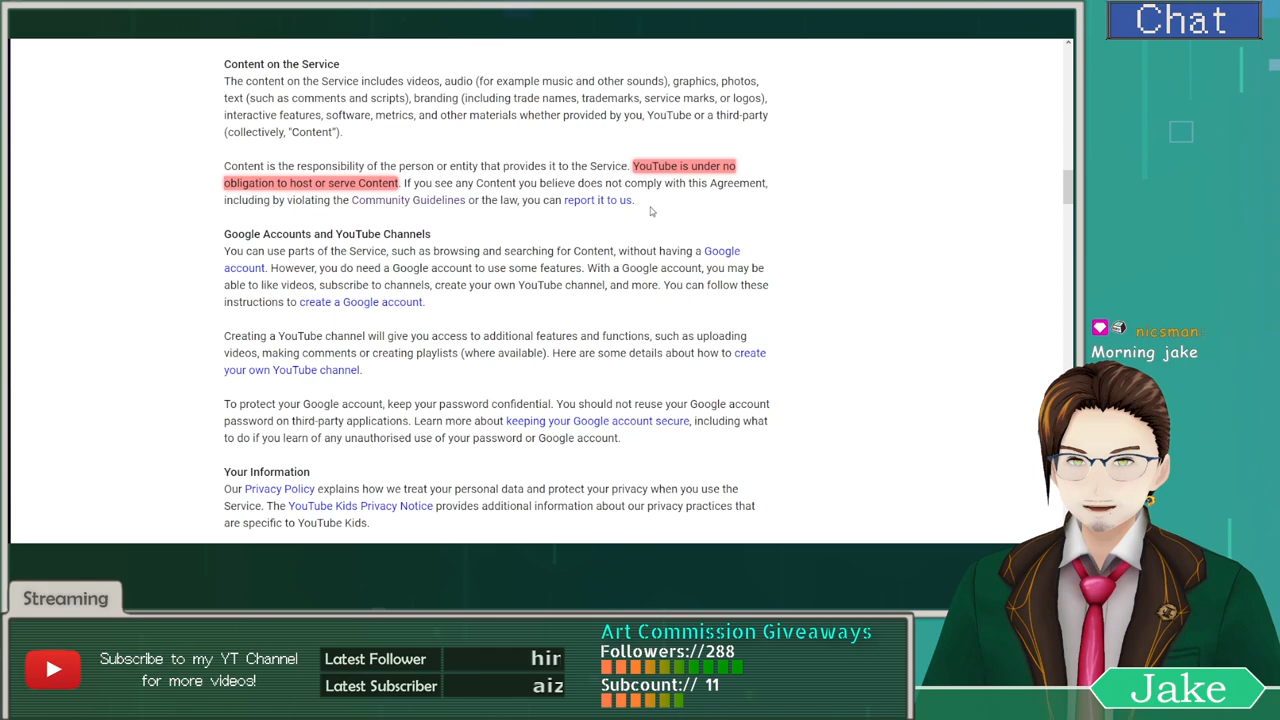 Chat
Content on the Service
The content on the Service includes videos, audio (for example music and other sounds), graphics, photos,
text (such as comments and scripts), branding (including trade names, trademarks, service marks, or logos),
interactive features, software, metrics, and other materials whether provided by you, YouTube or a third-party
(collectively, "Content").
Content is the responsibility of the person or entity that provides it to the Service. YouTube is under no
obligation to host or serve Content. If you see any Content you believe does not comply with this Agreement,
including by violating the Community Guidelines or the law, you can report it to us.
Google Accounts and YouTube Channels
You can use parts of the Service, such as browsing and searching for Content, without having a Google
account. However, you do need a Google account to use some features. With a Google account, you may be
able to like videos, subscribe to channels, create your own YouTube channel, and more. You can follow these
instructions to create a Google account.
Creating a YouTube channel will give you access to additional features and functions, such as uploading
videos, making comments or creating playlists (where available). Here are some details about how to create
your own YouTube channel.
To protect your Google account, keep your password confidential. You should not reuse your Google account
password on third-party applications. Learn more about keeping your Google account secure, including what
to do if you learn of any unauthorised use of your password or Google account.
Your Information
Our Privacy Policy explains how we treat your personal data and protect your privacy when you use the
Service. The YouTube Kids Privacy Notice provides additional information about our privacy practices that
are specific to YouTube Kids.
nicsman:
Morning jake
Streaming
Subscribe to my YT Channel
for more videos!
Latest Follower hir
Latest Subscriber aiz
Art Commission Giveaways
Followers://288
Subcount:// 11
Jake